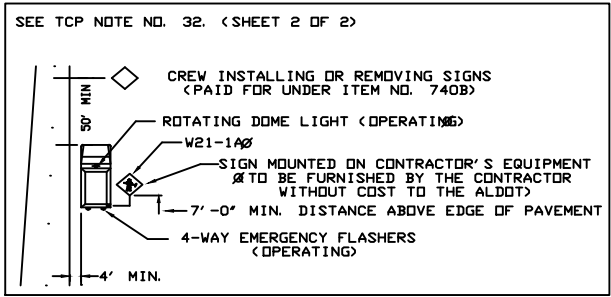 SEE TCP NOTE NO. 32. (SHEET 2 OF 2)
CREW INSTALLING OR REMOVING SIGNS
(PAID FOR UNDER ITEM NO. 740B)
50' MIN
ROTATING DOME LIGHT (OPERATING)
W21-1AØ
SIGN MOUNTED ON CONTRACTOR'S EQUIPMENT
Ø TO BE FURNISHED BY THE CONTRACTOR
WITHOUT COST TO THE ALDOT)
7'-0" MIN. DISTANCE ABOVE EDGE OF PAVEMENT
4-WAY EMERGENCY FLASHERS
(OPERATING)
4' MIN.